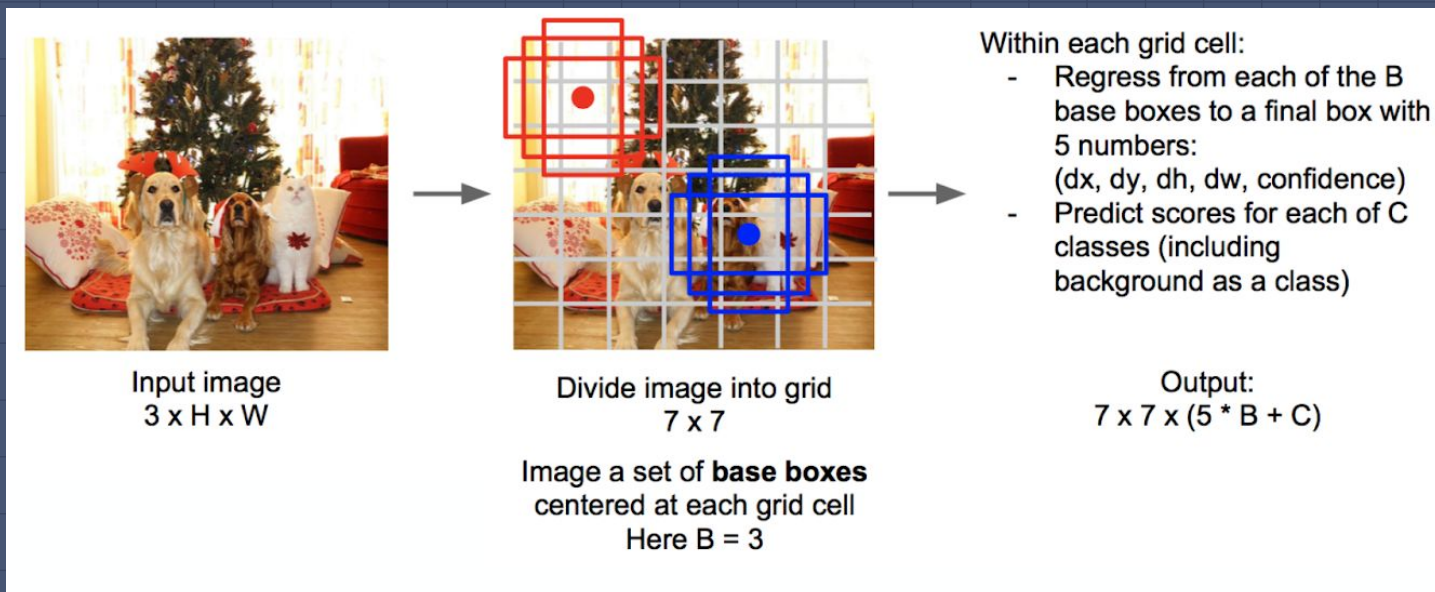 Input image
3 x H x W
Divide image into grid
7 x 7
Image a set of base boxes
centered at each grid cell
Here B = 3
Within each grid cell:
- Regress from each of the B
base boxes to a final box with
5 numbers:
(dx, dy, dh, dw, confidence)
- Predict scores for each of C
classes (including
background as a class)
Output:
7 x 7 x (5 * B + C)